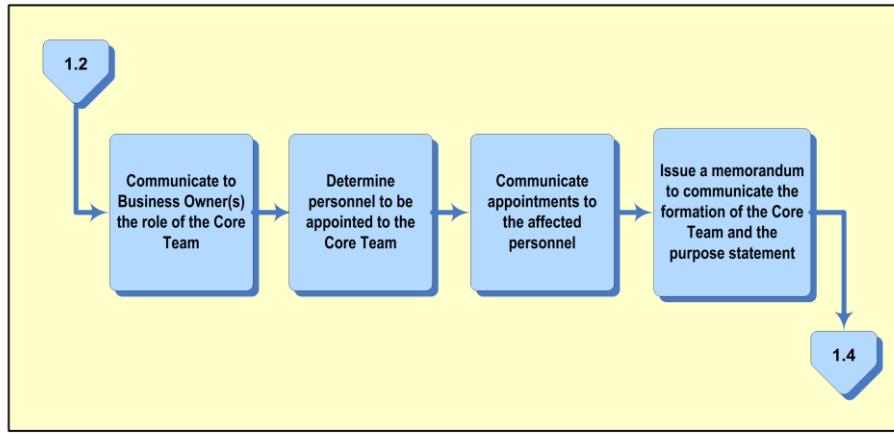 1.2
Communicate to
Business Owner(s)
the role of the Core
Team
Determine
personnel to be
appointed to the
Core Team
Communicate
appointments to
the affected
personnel
Issue a memorandum
to communicate the
formation of the Core
Team and the
purpose statement
1.4